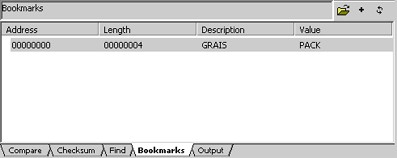 Bookmarks
Address Length Description Value
00000000 00000004 GRAIS PACK
Compare Checksum Find Bookmarks Output